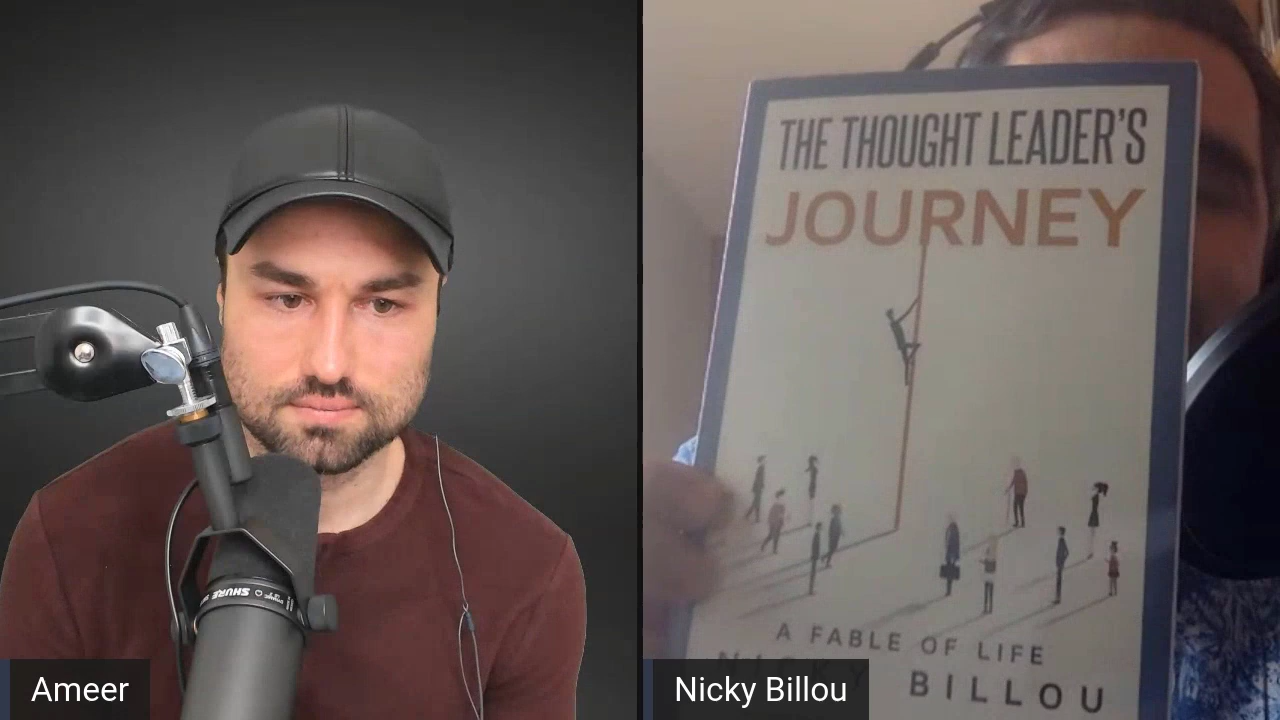 THE THOUGHT LEADER'S
JOURNEY
A FABLE OF LIFE
BILLOU
SHURE
Ameer
Nicky Billou